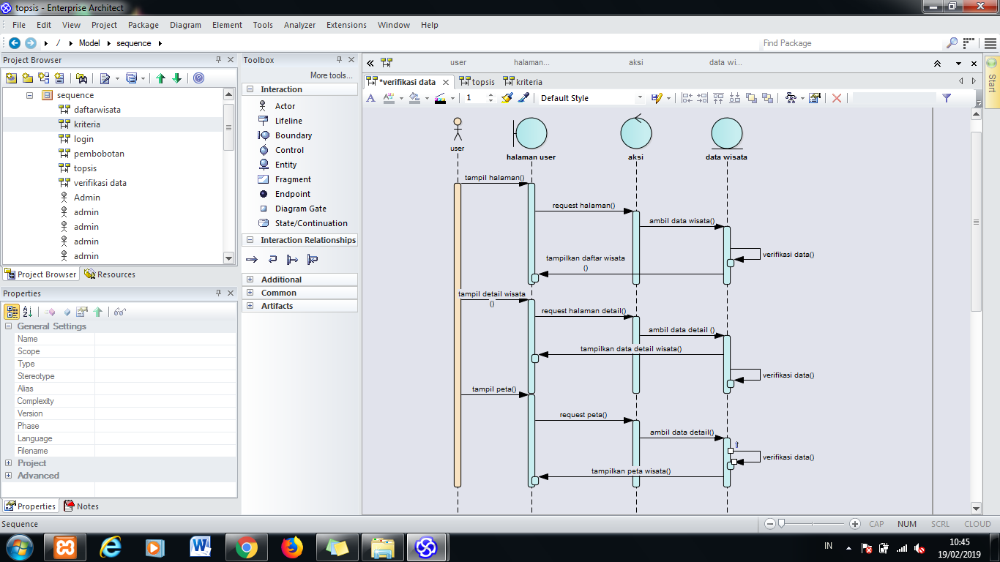 topsis - Enterprise Architect
File Edit View Project Package Diagram Element Tools Analyzer Extensions Window Help
/ Model sequence
Find Package
Project Browser
sequence
daftarwisata
kriteria
login
pembobotan
topsis
verifikasi data
Admin
admin
admin
admin
admin
Project Browser Resources
Properties
General Settings
Name
Scope
Type
Stereotype
Alias
Complexity
Version
Phase
Language
Filename
Project
Advanced
Properties Notes
Toolbox
More tools...
Interaction
Actor
Lifeline
Boundary
Control
Entity
Fragment
Endpoint
Diagram Gate
State/Continuation
Interaction Relationships
Additional
Common
Artifacts
user halaman... aksi data wi...
*verifikasi data topsis kriteria
1 Default Style
user
halaman user
aksi
data wisata
tampil halaman()
request halaman()
ambil data wisata()
verifikasi data()
tampilkan daftar wisata
()
tampil detail wisata
()
request halaman detail()
ambil data detail ()
tampilkan data detail wisata()
verifikasi data()
tampil peta()
request peta()
ambil data detail()
verifikasi data()
tampilkan peta wisata()
Start
Sequence
CAP NUM SCRL CLOUD
IN
10:45
19/02/2019